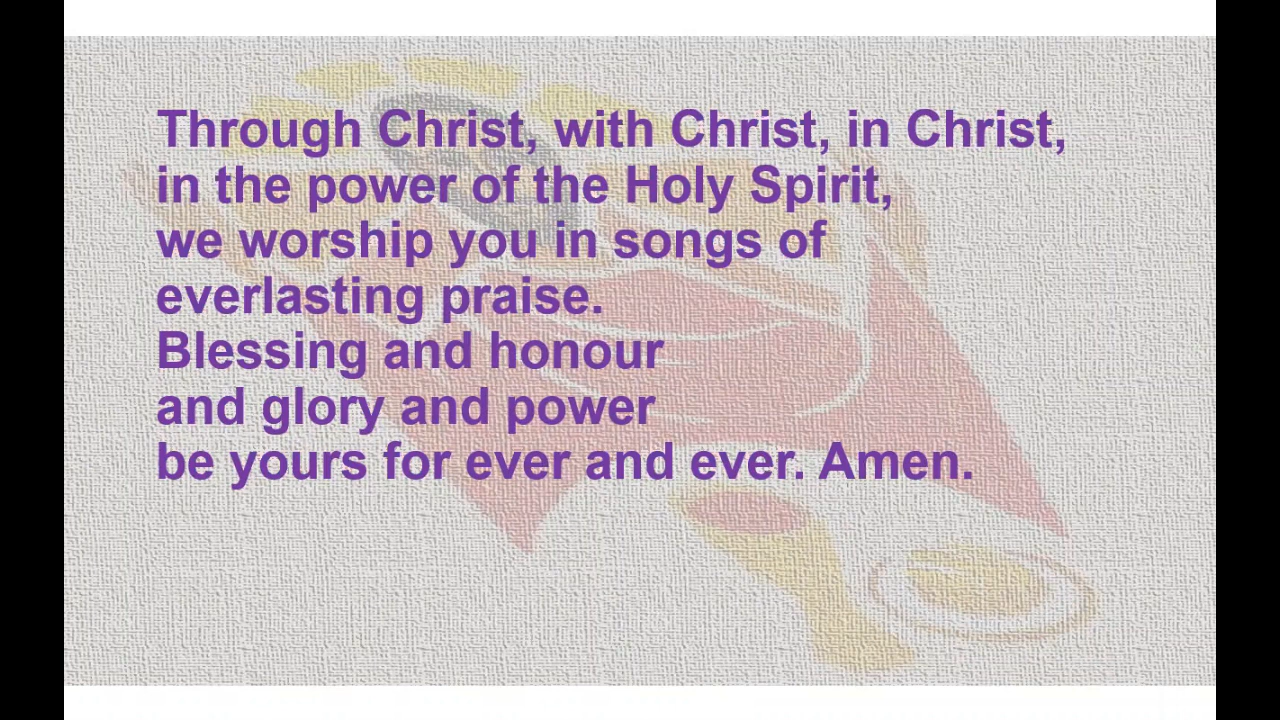 Through Christ, with Christ, in Christ,
in the power of the Holy Spirit,
we worship you in songs of
everlasting praise.
Blessing and honour
and glory and power
be yours for ever and ever. Amen.